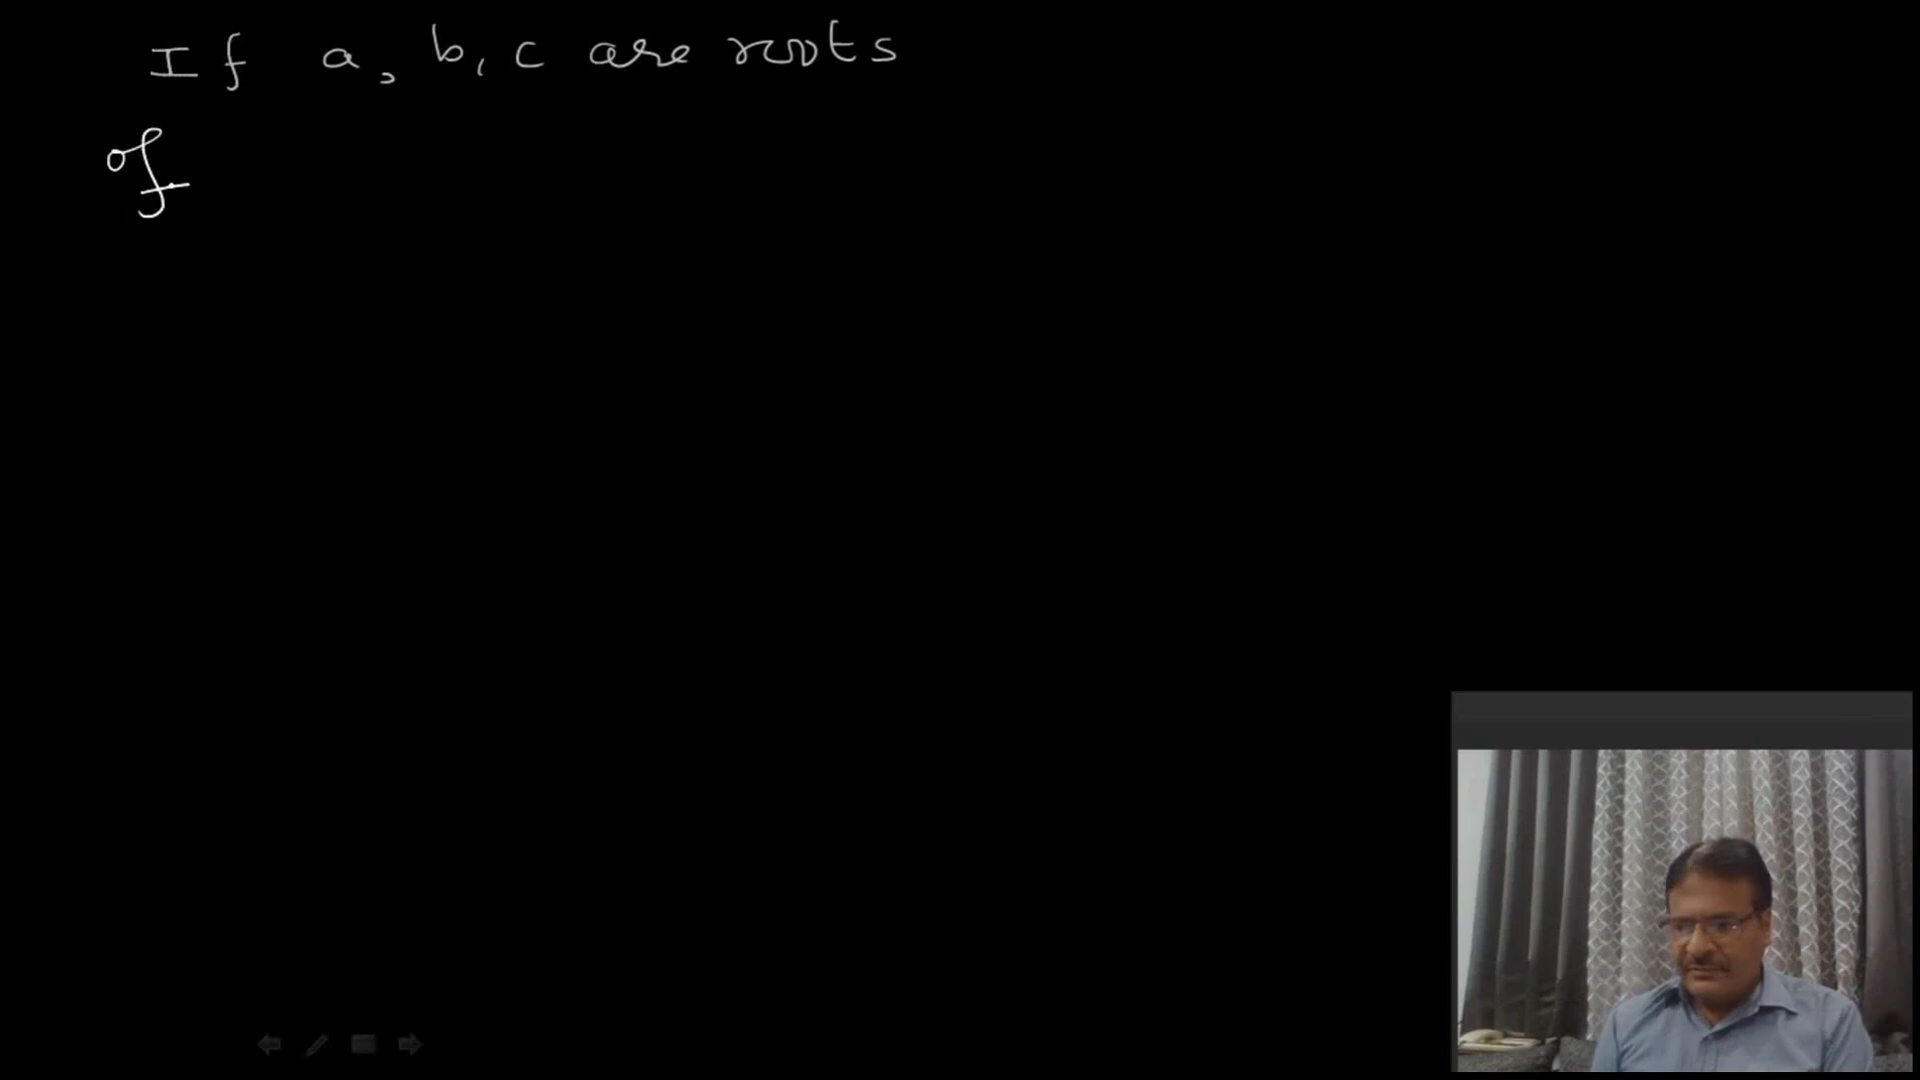 If a, b, c are roots
of